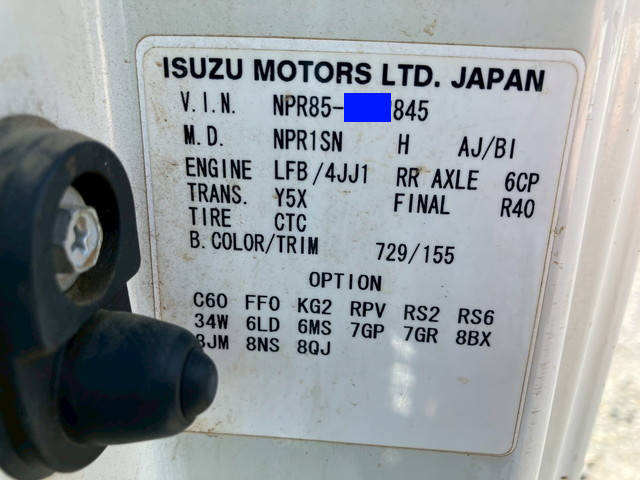 ISUZU MOTORS LTD. JAPAN
V.I.N. NPR85- 845
M.D. NPR1SN H AJ/BI
ENGINE LFB/4JJ1 RR AXLE 6CP
TRANS. Y5X FINAL R40
TIRE CTC
B.COLOR/TRIM 729/155
OPTION
C60 FFO KG2 RPV RS2 RS6
34W 6LD 6MS 7GP 7GR 8BX
8NS 8QJ